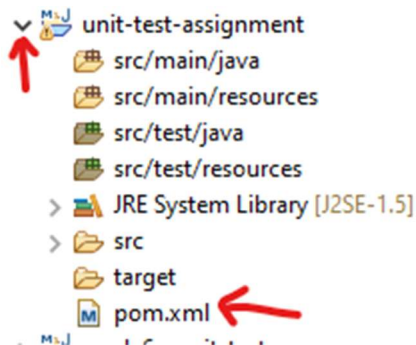 unit-test-assignment
src/main/java
src/main/resources
src/test/java
src/test/resources
JRE System Library [J2SE-1.5]
src
target
pom.xml